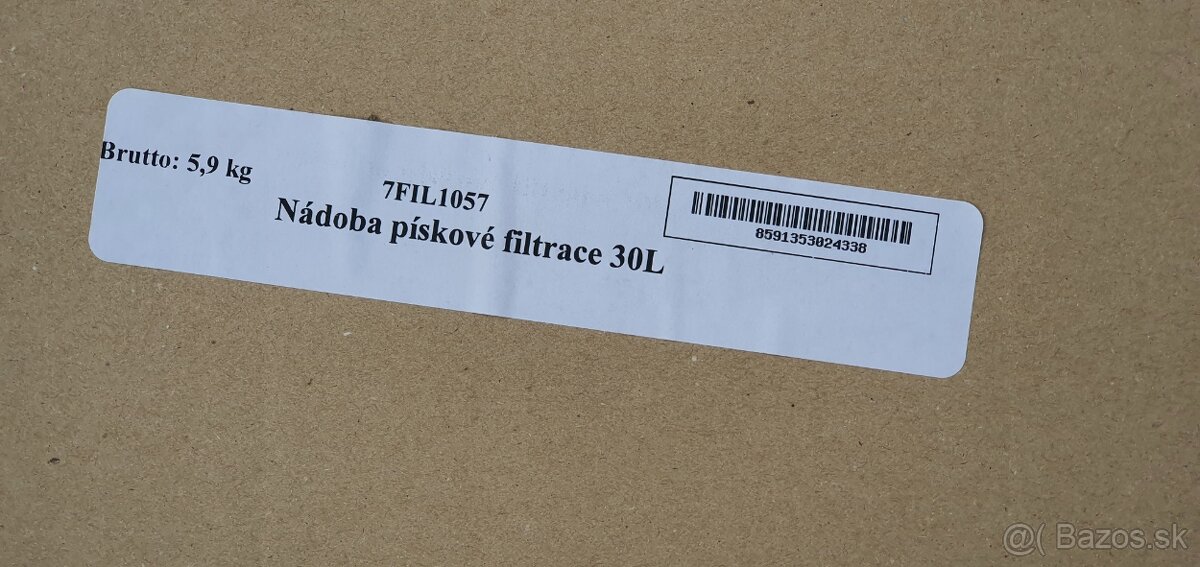 Brutto: 5,9 kg
7FIL1057
Nádoba pískové filtrace 30L
8591353024338
@( Bazos.sk